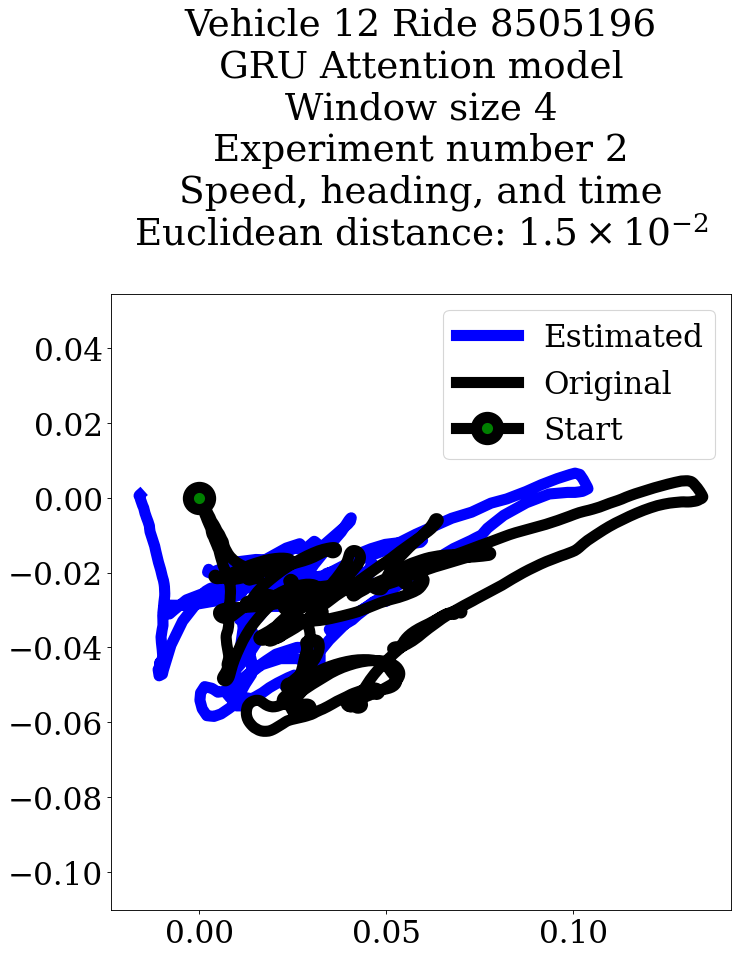 Vehicle 12 Ride 8505196
GRU Attention model
Window size 4
Experiment number 2
Speed, heading, and time
Euclidean distance: 1.5 × 10⁻²
Estimated
Original
Start
0.04
0.02
0.00
−0.02
−0.04
−0.06
−0.08
−0.10
0.00
0.05
0.10